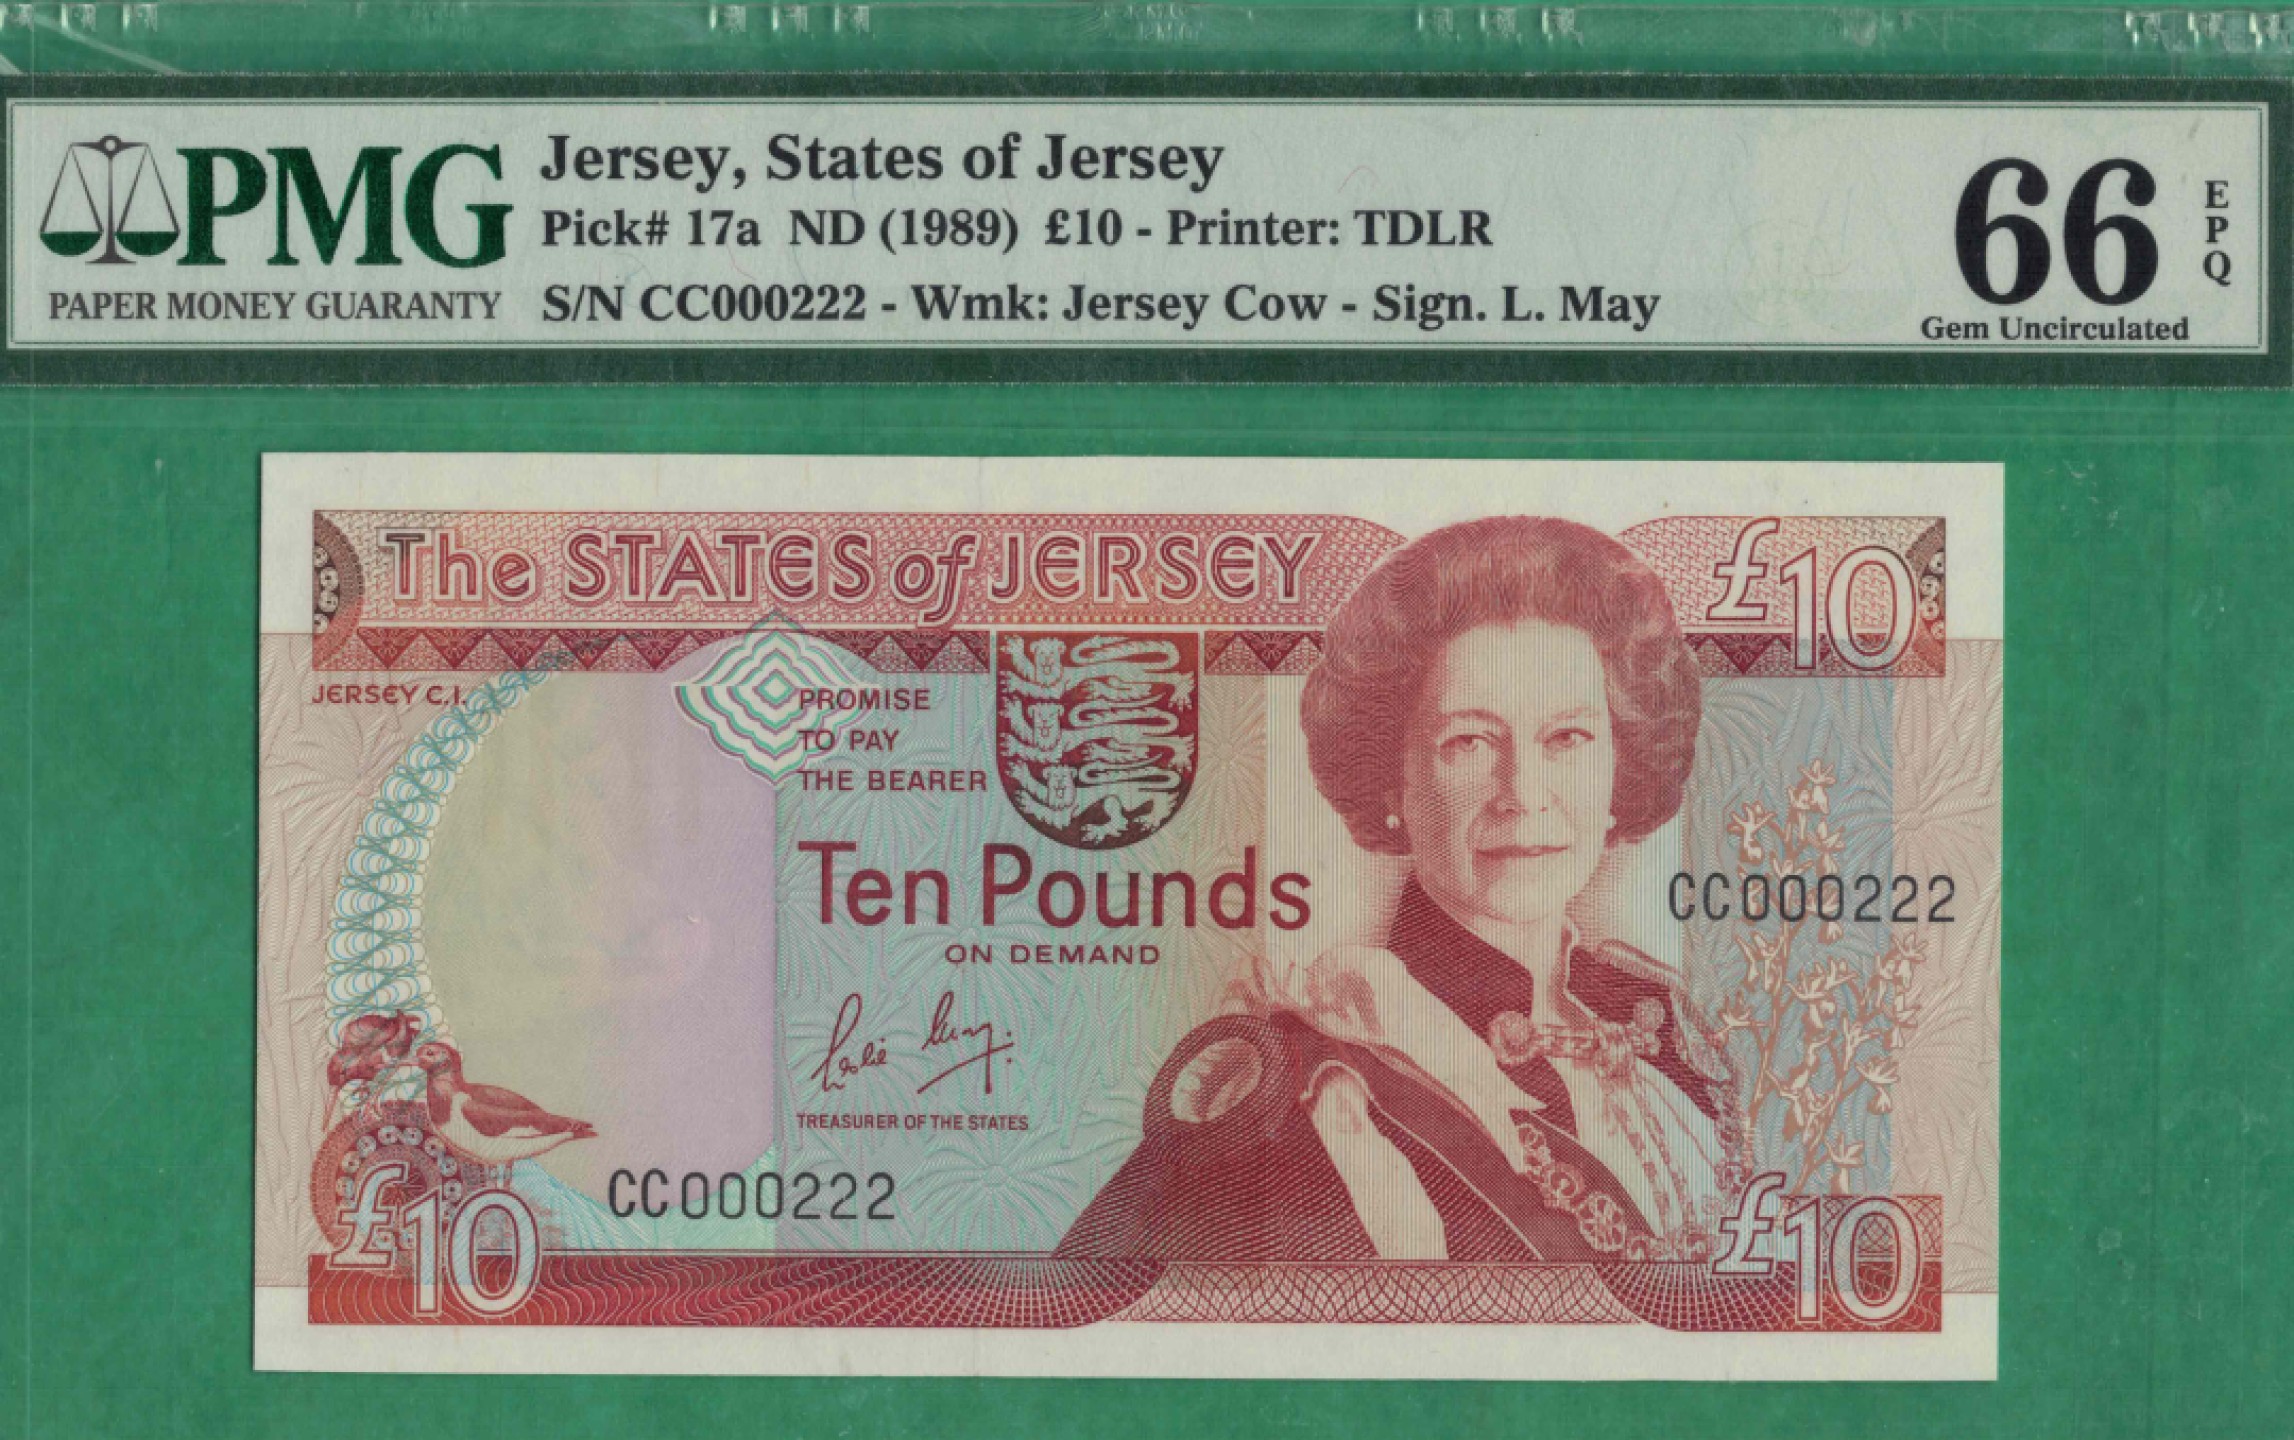 PMG
PAPER MONEY GUARANTY
Jersey, States of Jersey
Pick# 17a ND (1989) £10 - Printer: TDLR
S/N CC000222 - Wmk: Jersey Cow - Sign. L. May
66
EPQ
Gem Uncirculated
The STATES of JERSEY
£10
JERSEY C.I.
PROMISE
TO PAY
THE BEARER
Ten Pounds
ON DEMAND
CC000222
Leslie May
TREASURER OF THE STATES
CC000222
£10
£10